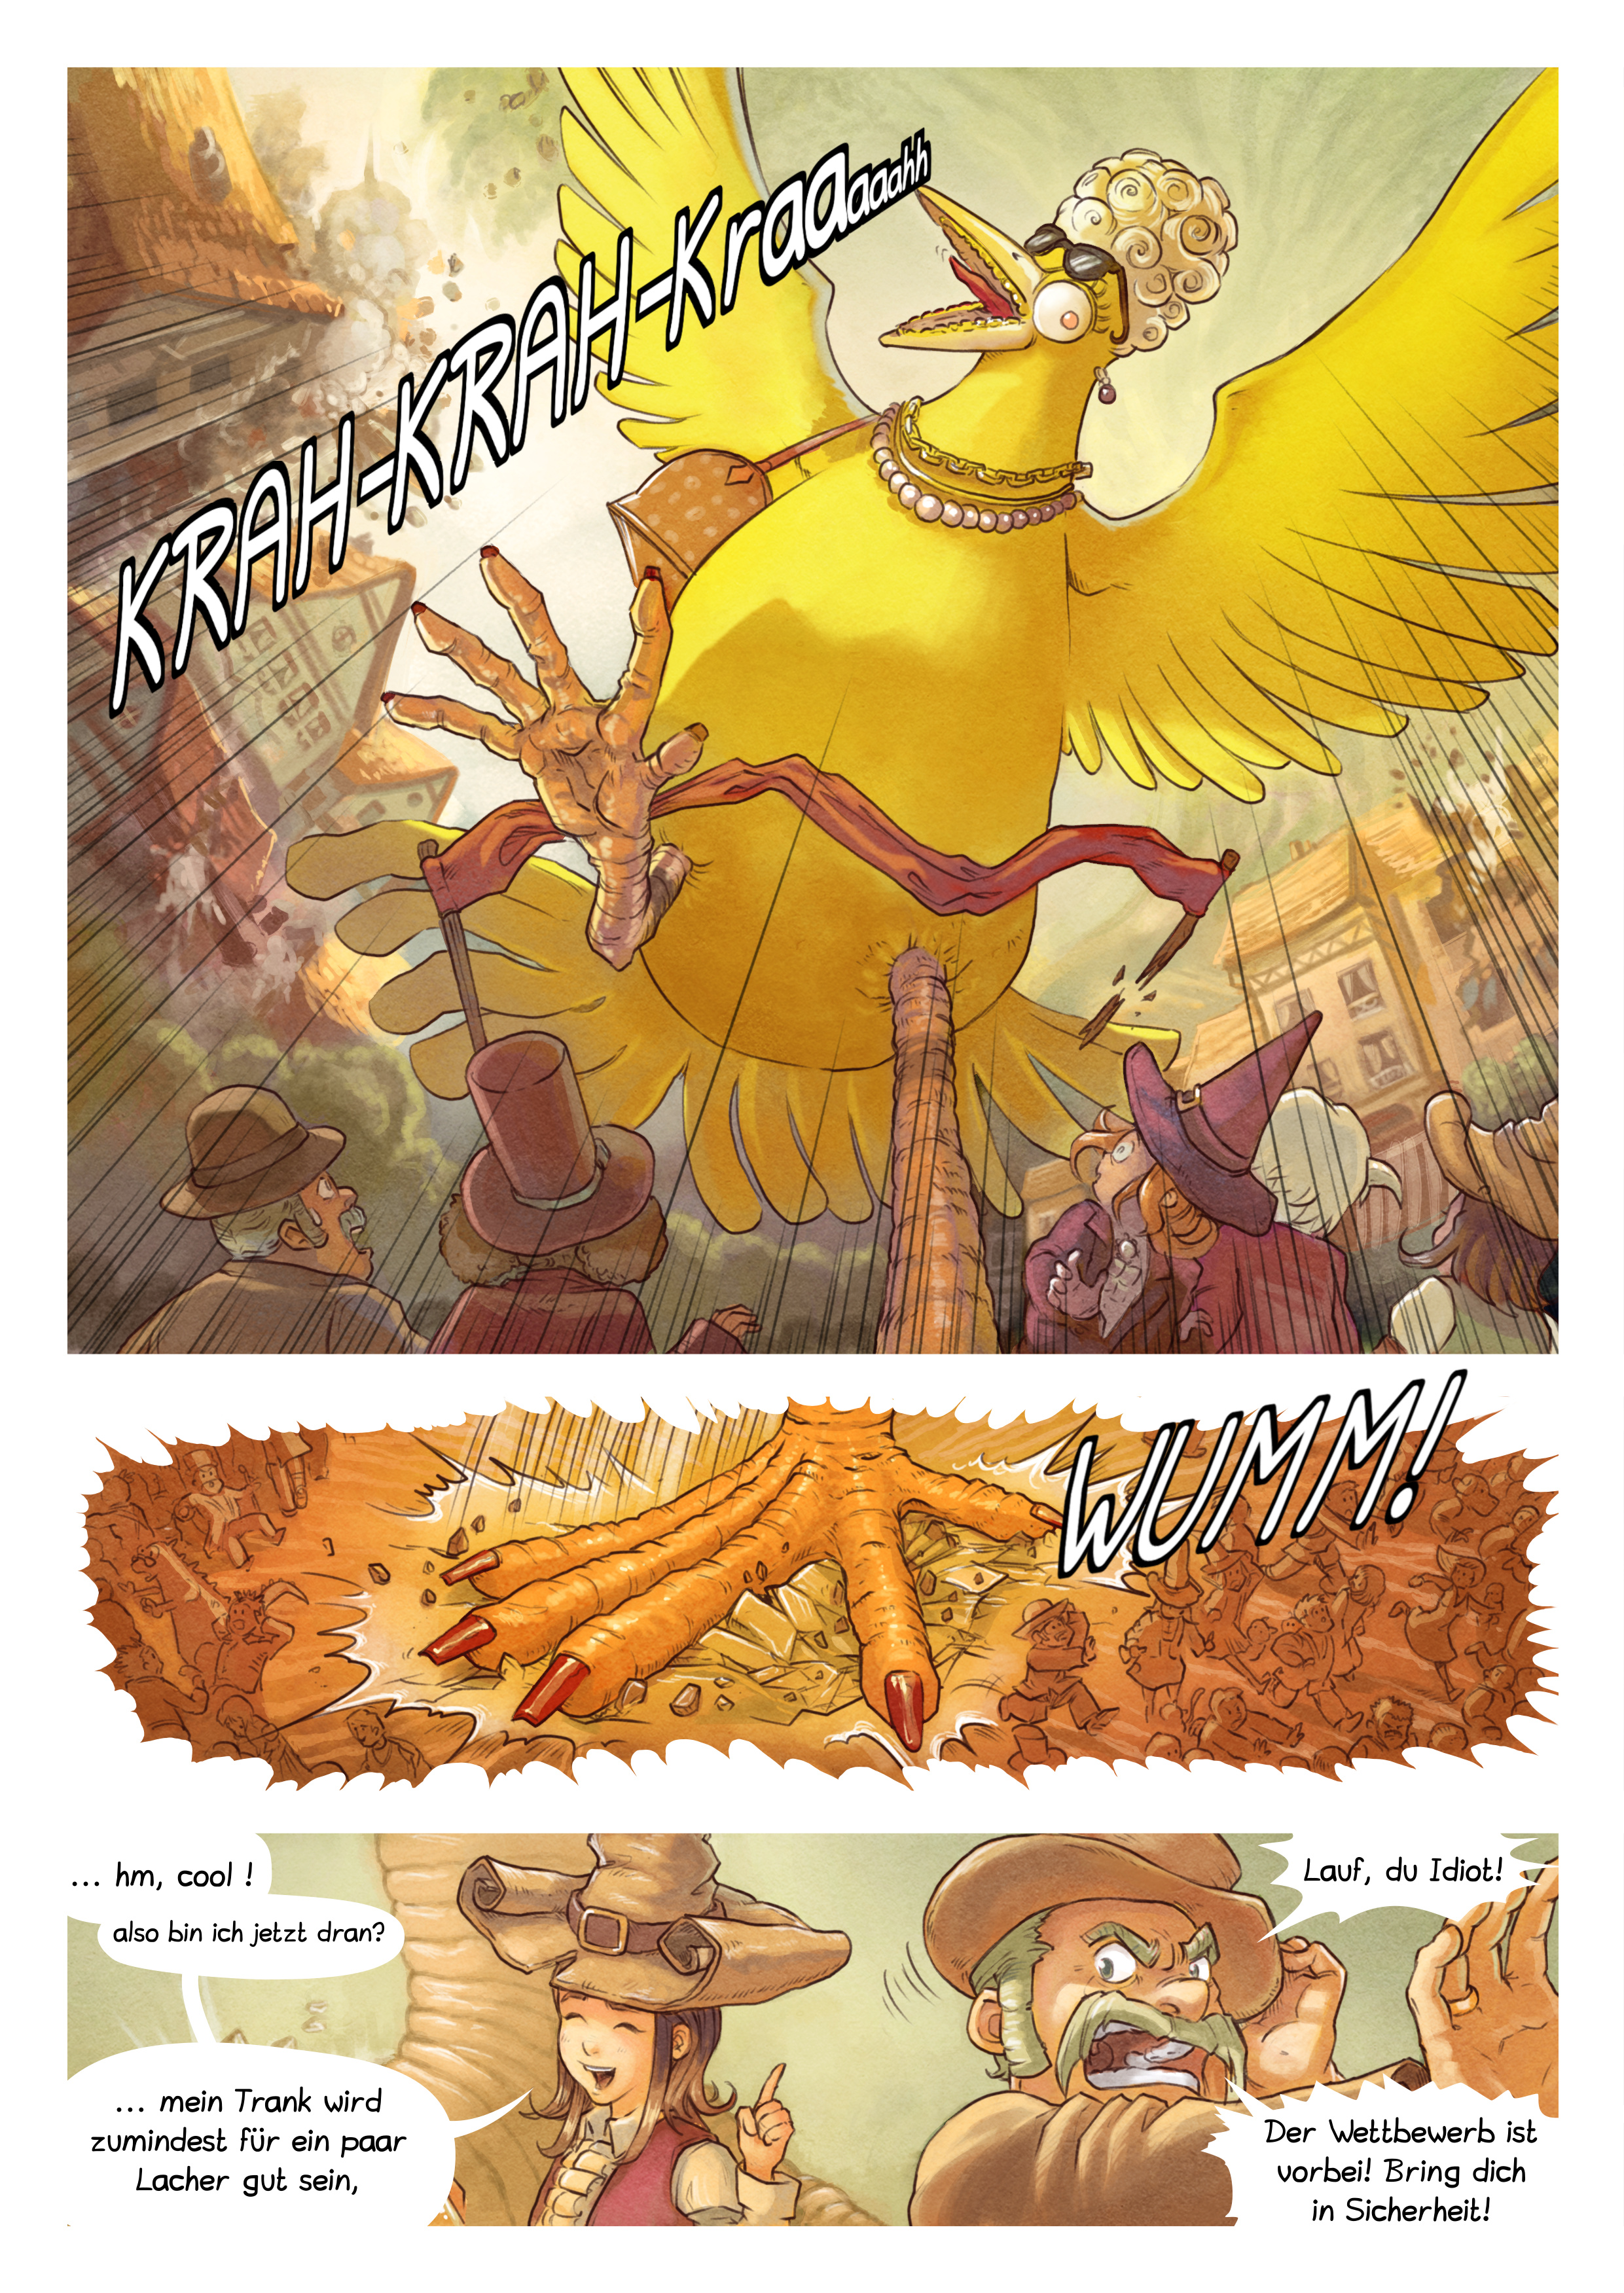 KRAH-KRAH-KRAH-Kraaaaahh
WUMM!
... hm, cool !
also bin ich jetzt dran?
... mein Trank wird
zumindest für ein paar
Lacher gut sein,
Lauf, du Idiot!
Der Wettbewerb ist
vorbei! Bring dich
in Sicherheit!